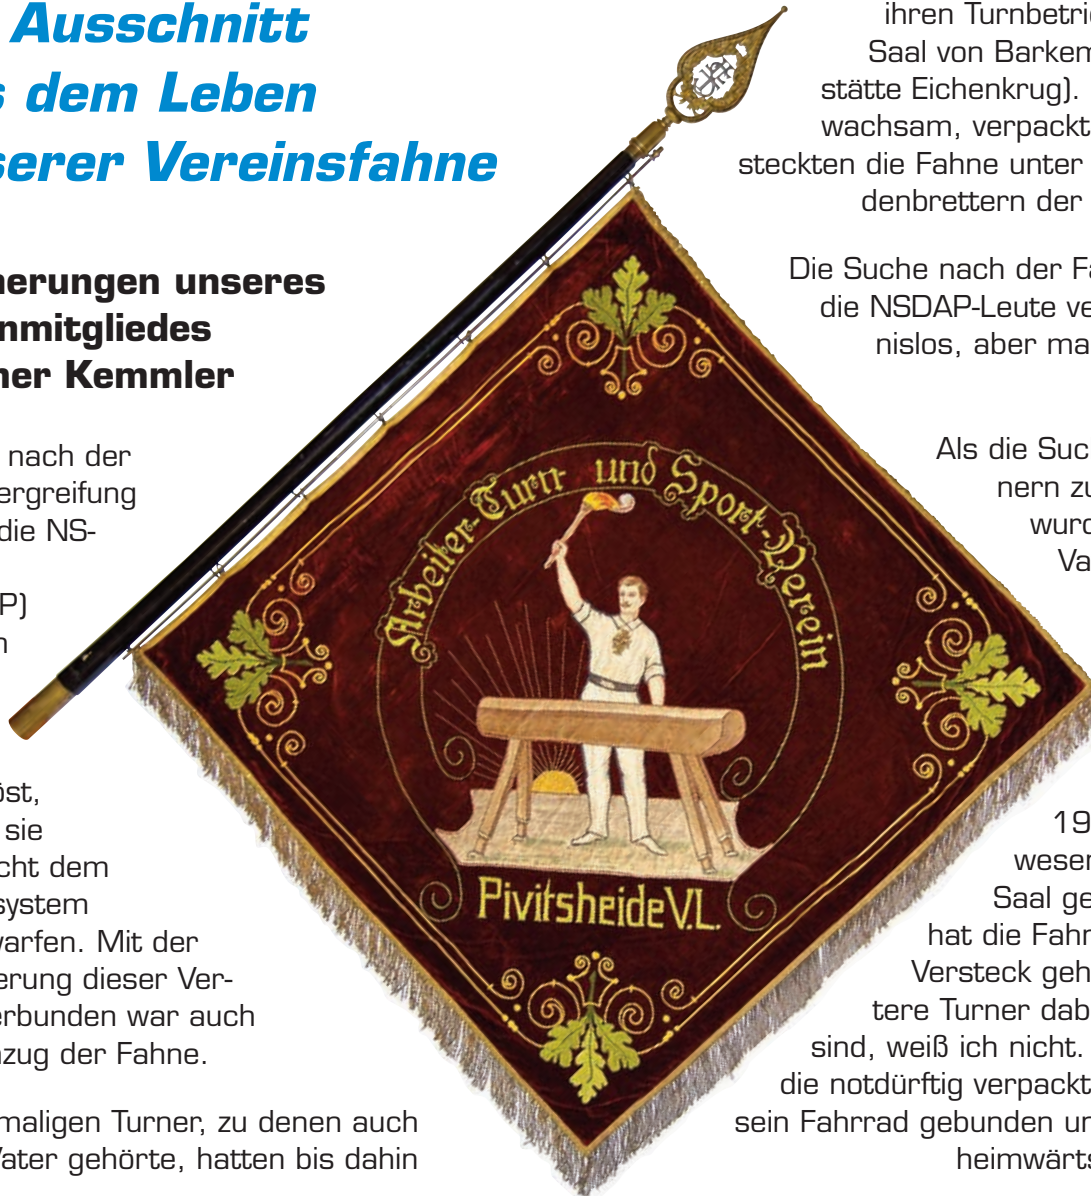 Ausschnitt
s dem Leben
serer Vereinsfahne
nerungen unseres
nmitgliedes
ner Kemmler
nach der
ergreifung
die NS-
P)
n
öst,
sie
cht dem
system
warfen. Mit der
erung dieser Ver-
erbunden war auch
nzug der Fahne.
maligen Turner, zu denen auch
Vater gehörte, hatten bis dahin
Arbeiter-Turn- und Sport-Verein
Pivitsheide V.L.
ihren Turnbetri
Saal von Barkem
stätte Eichenkrug).
wachsam, verpackt
steckten die Fahne unter
denbrettern der
Die Suche nach der Fa
die NSDAP-Leute ve
nislos, aber ma
Als die Suc
nern zu
wurd
Va
19
weser
Saal ge
hat die Fahn
Versteck geh
tere Turner dab
sind, weiß ich nicht.
die notdürftig verpackt
sein Fahrrad gebunden un
heimwärts